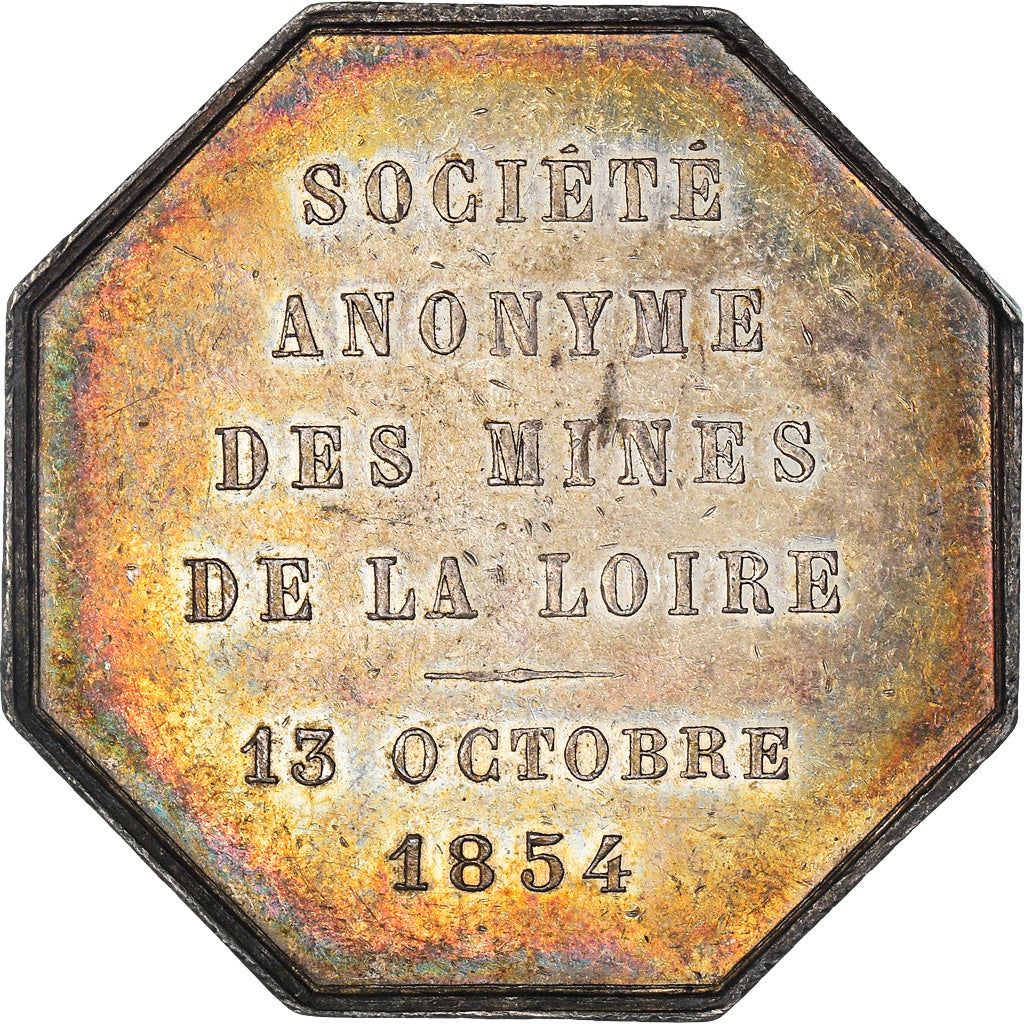 SOCIÉTÉ
ANONYME
DES MINES
DE LA LOIRE
13 OCTOBRE
1854